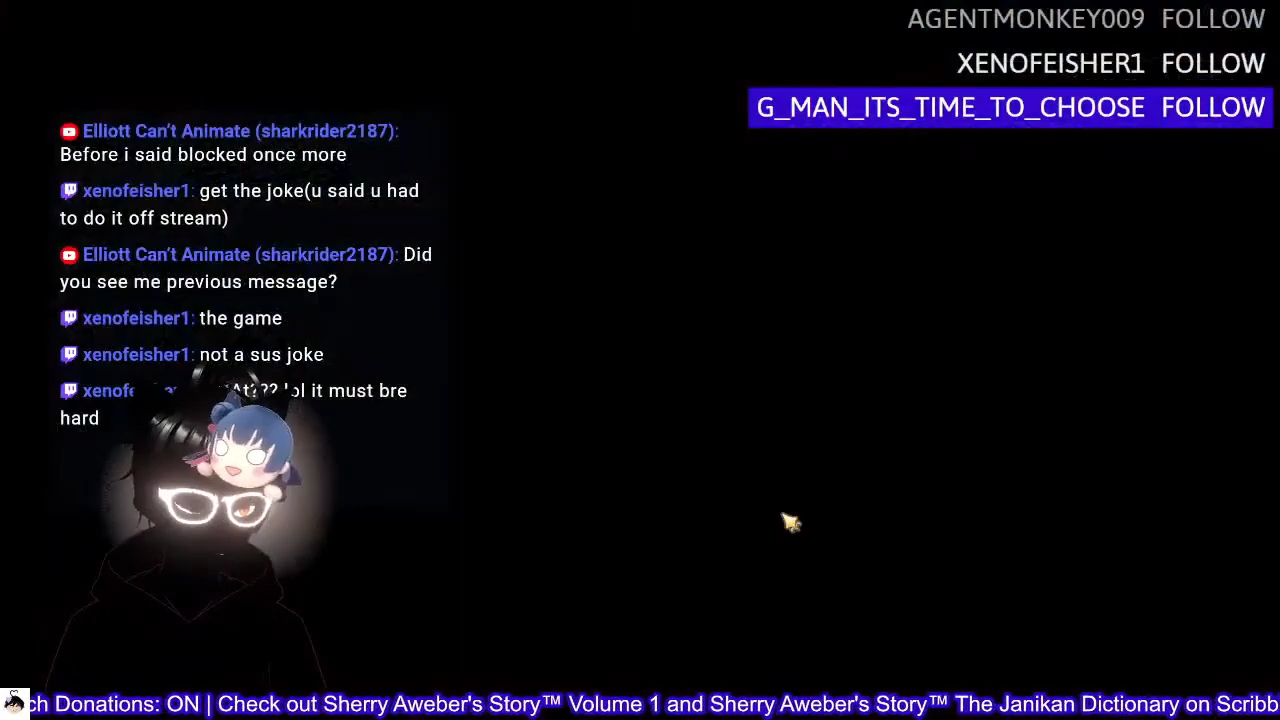 AGENTMONKEY009 FOLLOW
XENOFEISHER1 FOLLOW
G_MAN_ITS_TIME_TO_CHOOSE FOLLOW
Elliott Can't Animate (sharkrider2187):
Before i said blocked once more
xenofeisher1: get the joke(u said u had
to do it off stream)
Elliott Can't Animate (sharkrider2187): Did
you see me previous message?
xenofeisher1: the game
xenofeisher1: not a sus joke
lol it must bre
hard
ch Donations: ON | Check out Sherry Aweber's Story™ Volume 1 and Sherry Aweber's Story™ The Janikan Dictionary on Scribb